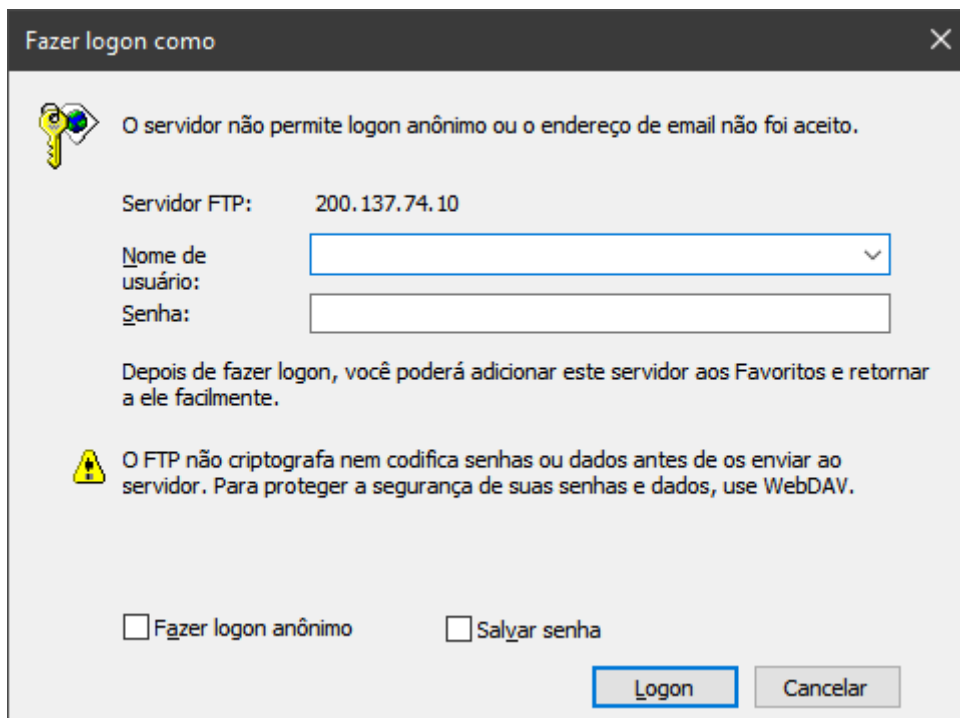 Fazer logon como
O servidor não permite logon anônimo ou o endereço de email não foi aceito.
Servidor FTP: 200.137.74.10
Nome de
usuário:
Senha:
Depois de fazer logon, você poderá adicionar este servidor aos Favoritos e retornar
a ele facilmente.
O FTP não criptografa nem codifica senhas ou dados antes de os enviar ao
servidor. Para proteger a segurança de suas senhas e dados, use WebDAV.
Fazer logon anônimo Salvar senha
Logon Cancelar